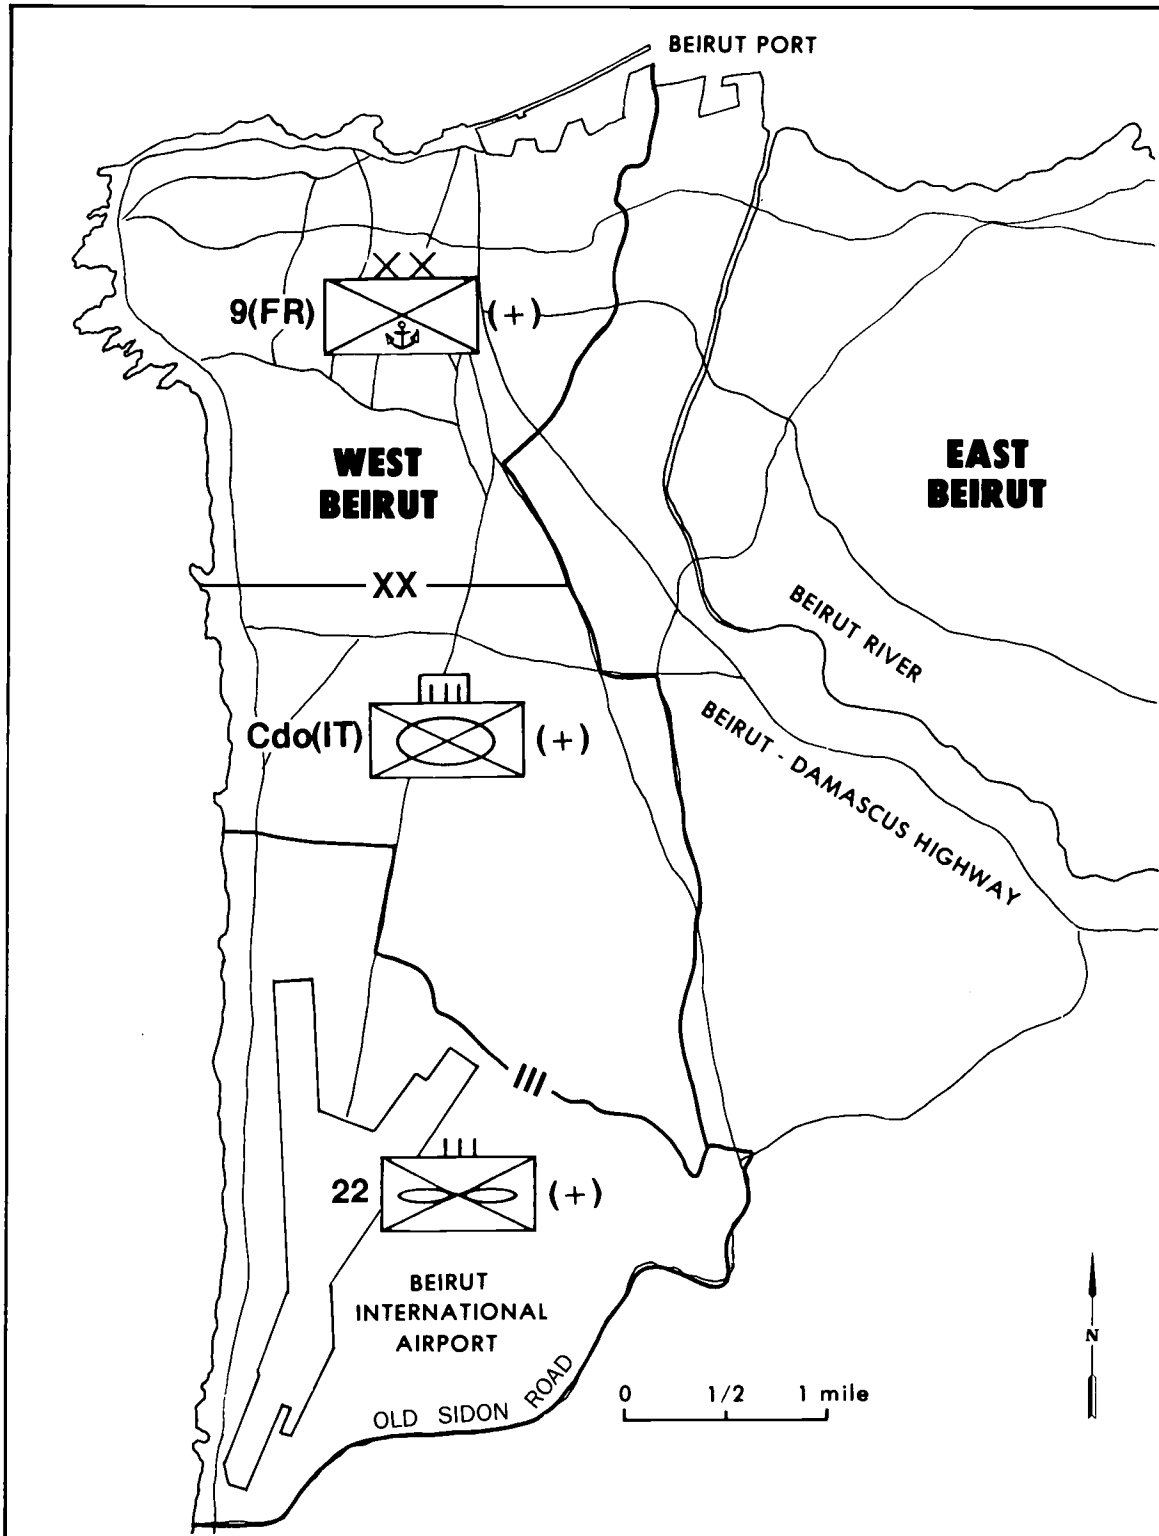 BEIRUT PORT
9(FR)
XX
(+)
WEST
BEIRUT
EAST
BEIRUT
XX
BEIRUT RIVER
Cdo(IT)
(+)
BEIRUT - DAMASCUS HIGHWAY
III
22
III
(+)
BEIRUT
INTERNATIONAL
AIRPORT
OLD SIDON ROAD
0 1/2 1 mile
N